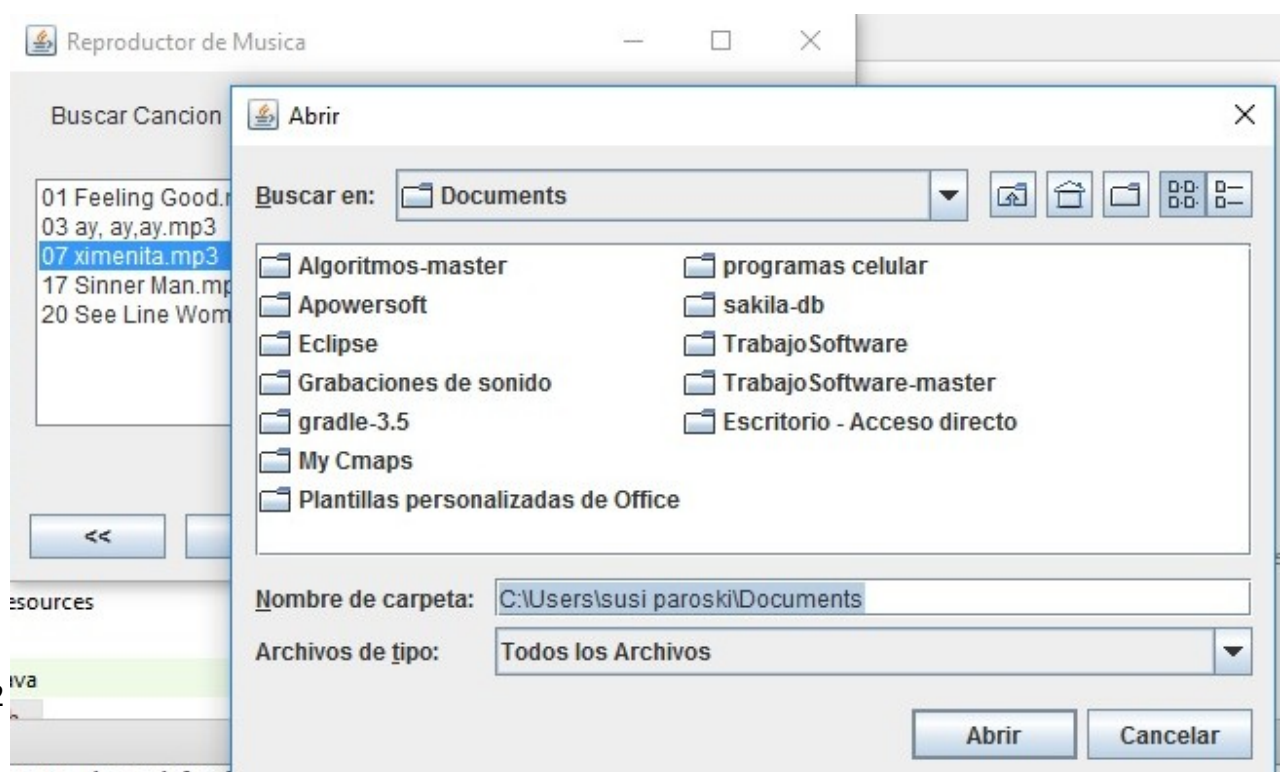 Reproductor de Musica
Buscar Cancion
01 Feeling Good.
03 ay, ay,ay.mp3
07 ximenita.mp3
17 Sinner Man.mp
20 See Line Wom
<<
esources
ava
Abrir
Buscar en: Documents
Algoritmos-master
Apowersoft
Eclipse
Grabaciones de sonido
gradle-3.5
My Cmaps
Plantillas personalizadas de Office
programas celular
sakila-db
TrabajoSoftware
TrabajoSoftware-master
Escritorio - Acceso directo
Nombre de carpeta: C:\Users\susi paroski\Documents
Archivos de tipo: Todos los Archivos
Abrir Cancelar